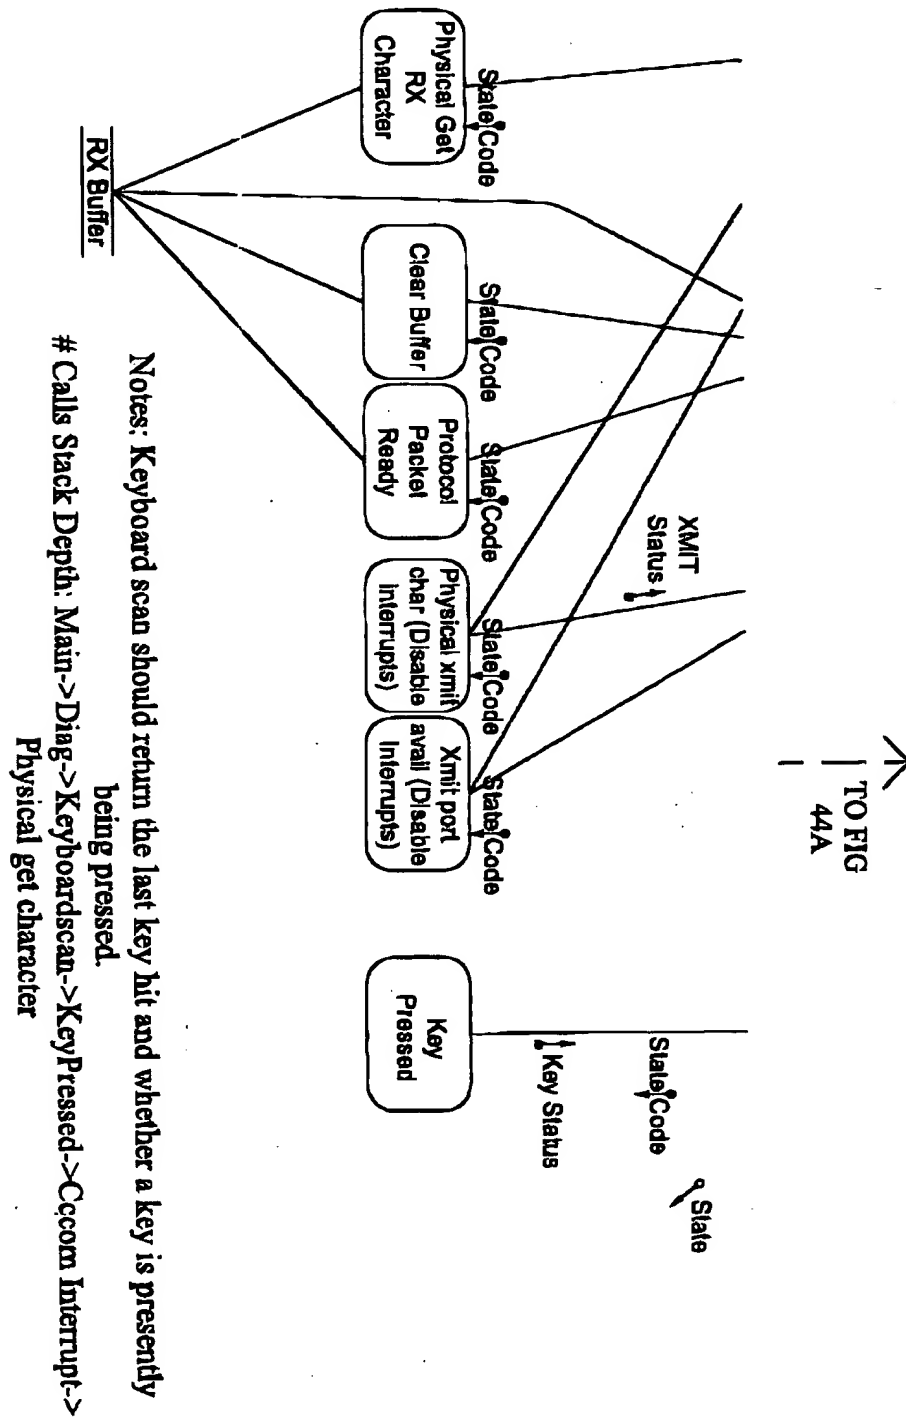 TO FIG
44A
XMIT
Status
State
State Code
Key Status
State Code
State Code
State Code
State Code
State Code
Physical Get
RX
Character
Clear Buffer
Protocol
Packet
Ready
Physical xmit
char (Disable
Interrupts)
Xmit port
avail (Disable
Interrupts)
Key
Pressed
RX Buffer
Notes: Keyboard scan should return the last key hit and whether a key is presently
being pressed.
# Calls Stack Depth: Main->Diag->Keyboardscan->KeyPressed->Cccom Interrupt->
Physical get character